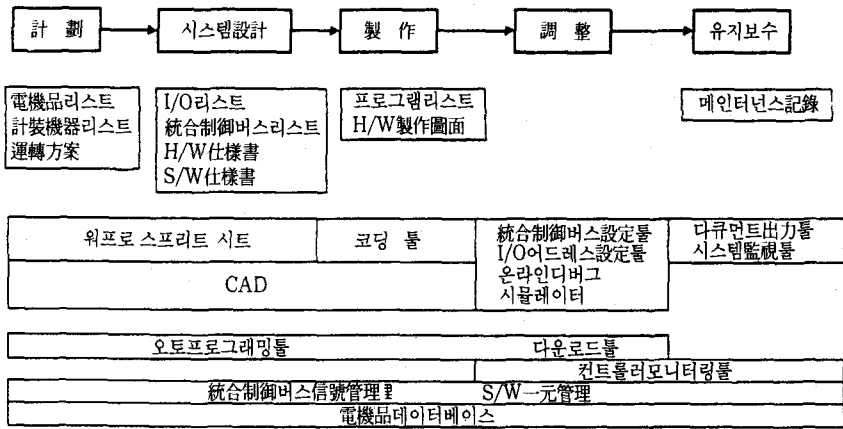 計 劃
시스템設計
製 作
調 整
유지보수
電機品리스트
計裝機器리스트
運轉方案
I/O리스트
統合制御버스리스트
H/W仕樣書
S/W仕樣書
프로그램리스트
H/W製作圖面
메인터넌스記錄
워프로 스프리트 시트
코딩 툴
統合制御버스設定툴
I/O어드레스設定툴
온라인디버그
시뮬레이터
다큐먼트出力툴
시스템監視툴
CAD
오토프로그래밍툴
다운로드툴
컨트롤러모니터링툴
統合制御버스信號管理
S/W一元管理
電機品데이터베이스